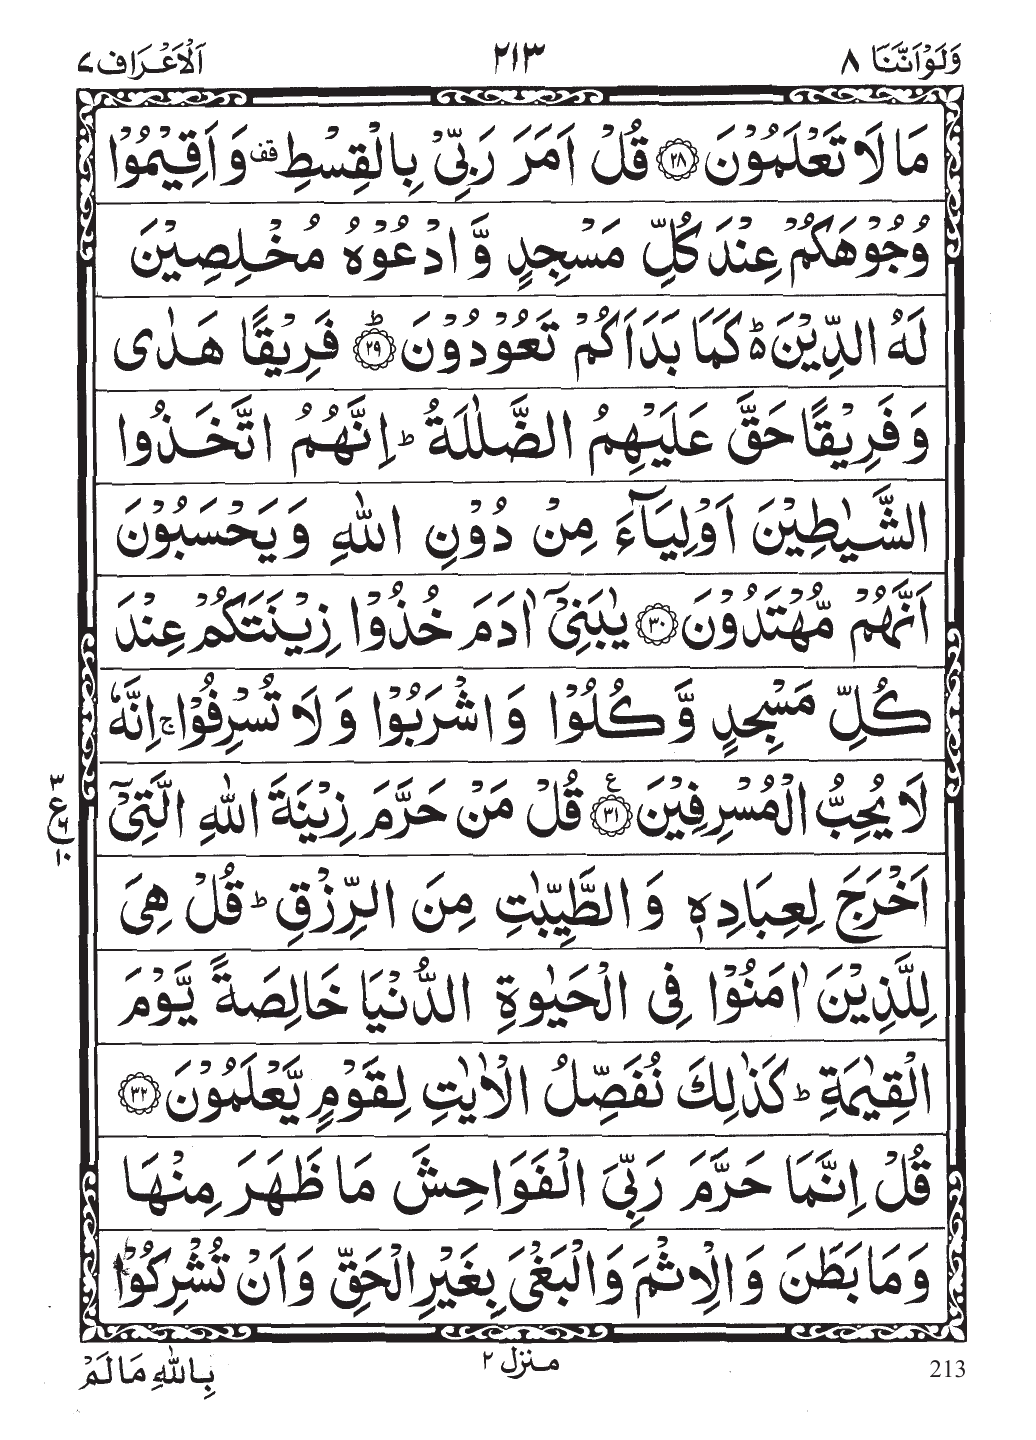 وَلَوْ اَنَّنَا ٨ ٢١٣ اَلْاَعْرَاف ٧
مَا لَا تَعْلَمُوْنَ ۝٢٨ قُلْ اَمَرَ رَبِّیْ بِالْقِسْطِ قف وَ اَقِیْمُوْا
وُجُوْهَكُمْ عِنْدَ كُلِّ مَسْجِدٍ وَّ ادْعُوْهُ مُخْلِصِیْنَ
لَهُ الدِّیْنَ ؕ۬ كَمَا بَدَاَكُمْ تَعُوْدُوْنَ ؕ۝٢٩ فَرِیْقًا هَدٰی
وَ فَرِیْقًا حَقَّ عَلَیْهِمُ الضَّلٰلَةُ ؕ اِنَّهُمُ اتَّخَذُوا
الشَّیٰطِیْنَ اَوْلِیَآءَ مِنْ دُوْنِ اللّٰهِ وَ یَحْسَبُوْنَ
اَنَّهُمْ مُّهْتَدُوْنَ ۝٣٠ یٰبَنِیْۤ اٰدَمَ خُذُوْا زِیْنَتَكُمْ عِنْدَ
كُلِّ مَسْجِدٍ وَّ كُلُوْا وَ اشْرَبُوْا وَ لَا تُسْرِفُوْا ۚ اِنَّهٗ
لَا یُحِبُّ الْمُسْرِفِیْنَ ۝٣١ ع قُلْ مَنْ حَرَّمَ زِیْنَةَ اللّٰهِ الَّتِیْۤ
٣
ع
٦
١٠
اَخْرَجَ لِعِبَادِهٖ وَ الطَّیِّبٰتِ مِنَ الرِّزْقِ ؕ قُلْ هِیَ
لِلَّذِیْنَ اٰمَنُوْا فِی الْحَیٰوةِ الدُّنْیَا خَالِصَةً یَّوْمَ
الْقِیٰمَةِ ؕ كَذٰلِكَ نُفَصِّلُ الْاٰیٰتِ لِقَوْمٍ یَّعْلَمُوْنَ ۝٣٢
قُلْ اِنَّمَا حَرَّمَ رَبِّیَ الْفَوَاحِشَ مَا ظَهَرَ مِنْهَا
وَ مَا بَطَنَ وَ الْاِثْمَ وَ الْبَغْیَ بِغَیْرِ الْحَقِّ وَ اَنْ تُشْرِكُوْا
بِاللّٰهِ مَا لَمْ منزل ٢ 213